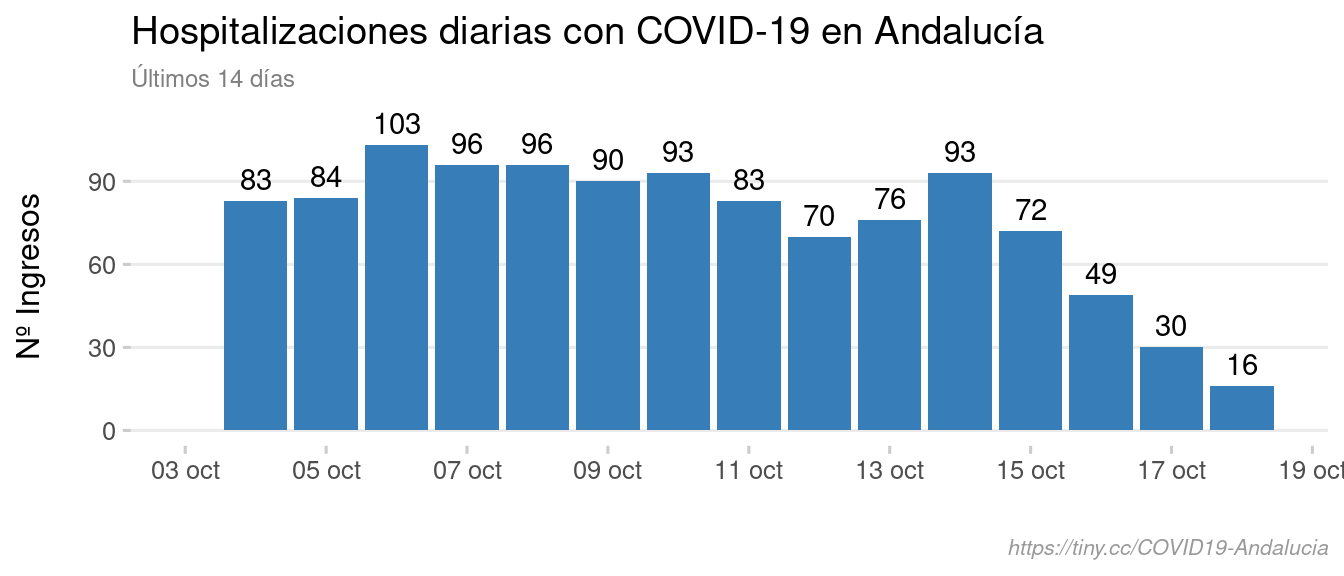 Hospitalizaciones diarias con COVID-19 en Andalucía
Últimos 14 días
103
96
96
93
93
90
83
84
83
76
72
70
49
30
16
Nº Ingresos
90
60
30
0
03 oct
05 oct
07 oct
09 oct
11 oct
13 oct
15 oct
17 oct
19 oct
https://tiny.cc/COVID19-Andalucia